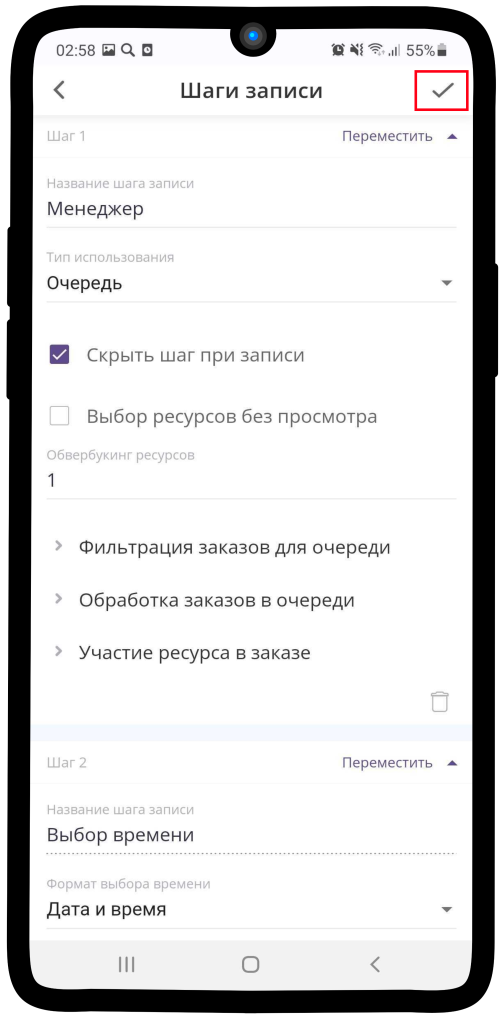 02:58 55%
Шаги записи
Шаг 1 Переместить
Название шага записи
Менеджер
Тип использования
Очередь
Скрыть шаг при записи
Выбор ресурсов без просмотра
Обвербукинг ресурсов
1
Фильтрация заказов для очереди
Обработка заказов в очереди
Участие ресурса в заказе
Шаг 2 Переместить
Название шага записи
Выбор времени
Формат выбора времени
Дата и время